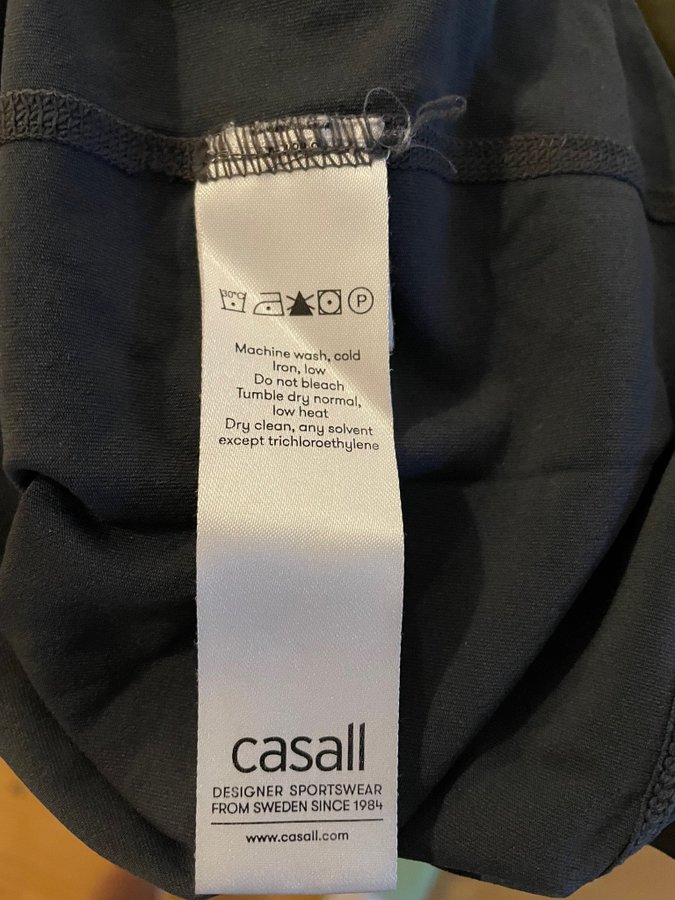 30°C P
Machine wash, cold
Iron, low
Do not bleach
Tumble dry normal,
low heat
Dry clean, any solvent
except trichloroethylene
casall
DESIGNER SPORTSWEAR
FROM SWEDEN SINCE 1984
www.casall.com